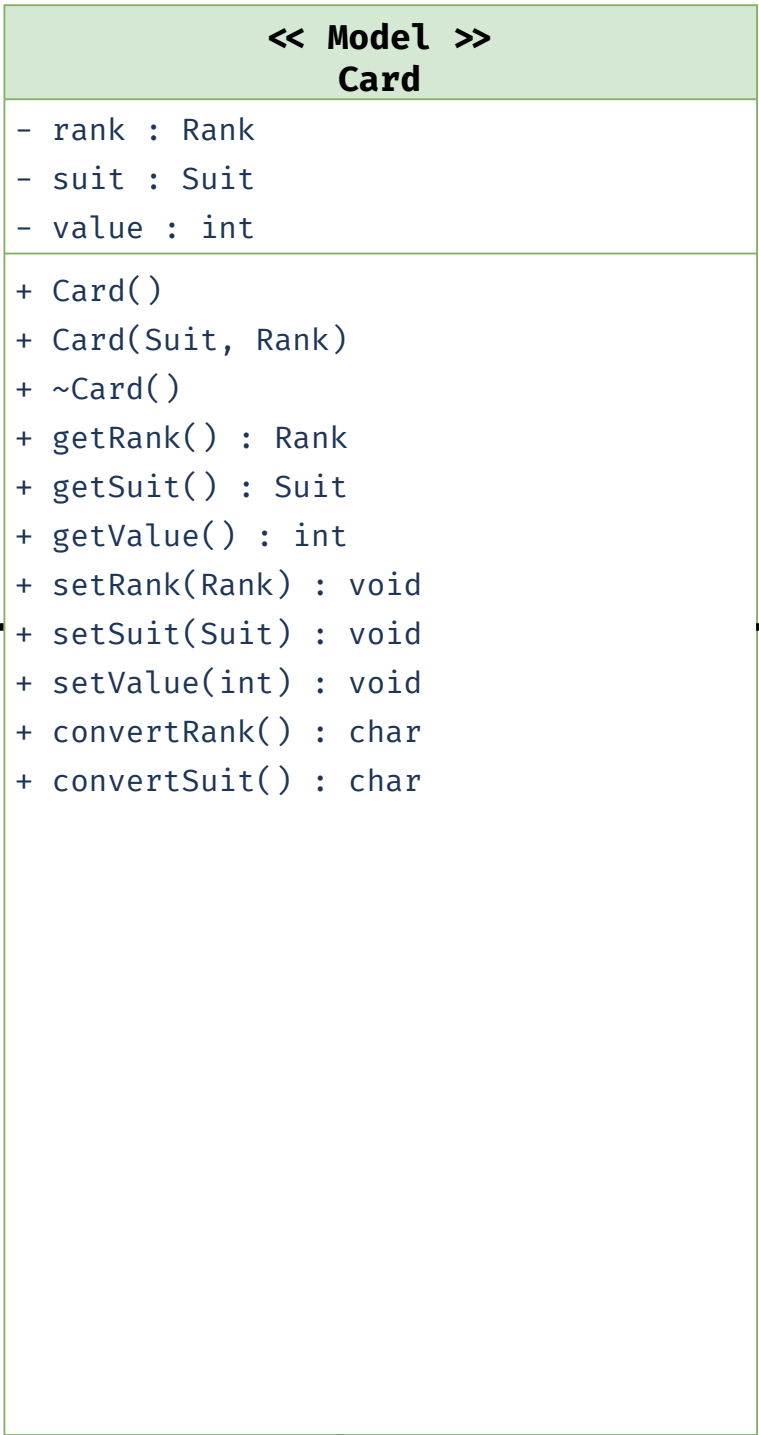 << Model >>
Card
- rank : Rank
- suit : Suit
- value : int
+ Card()
+ Card(Suit, Rank)
+ ~Card()
+ getRank() : Rank
+ getSuit() : Suit
+ getValue() : int
+ setRank(Rank) : void
+ setSuit(Suit) : void
+ setValue(int) : void
+ convertRank() : char
+ convertSuit() : char